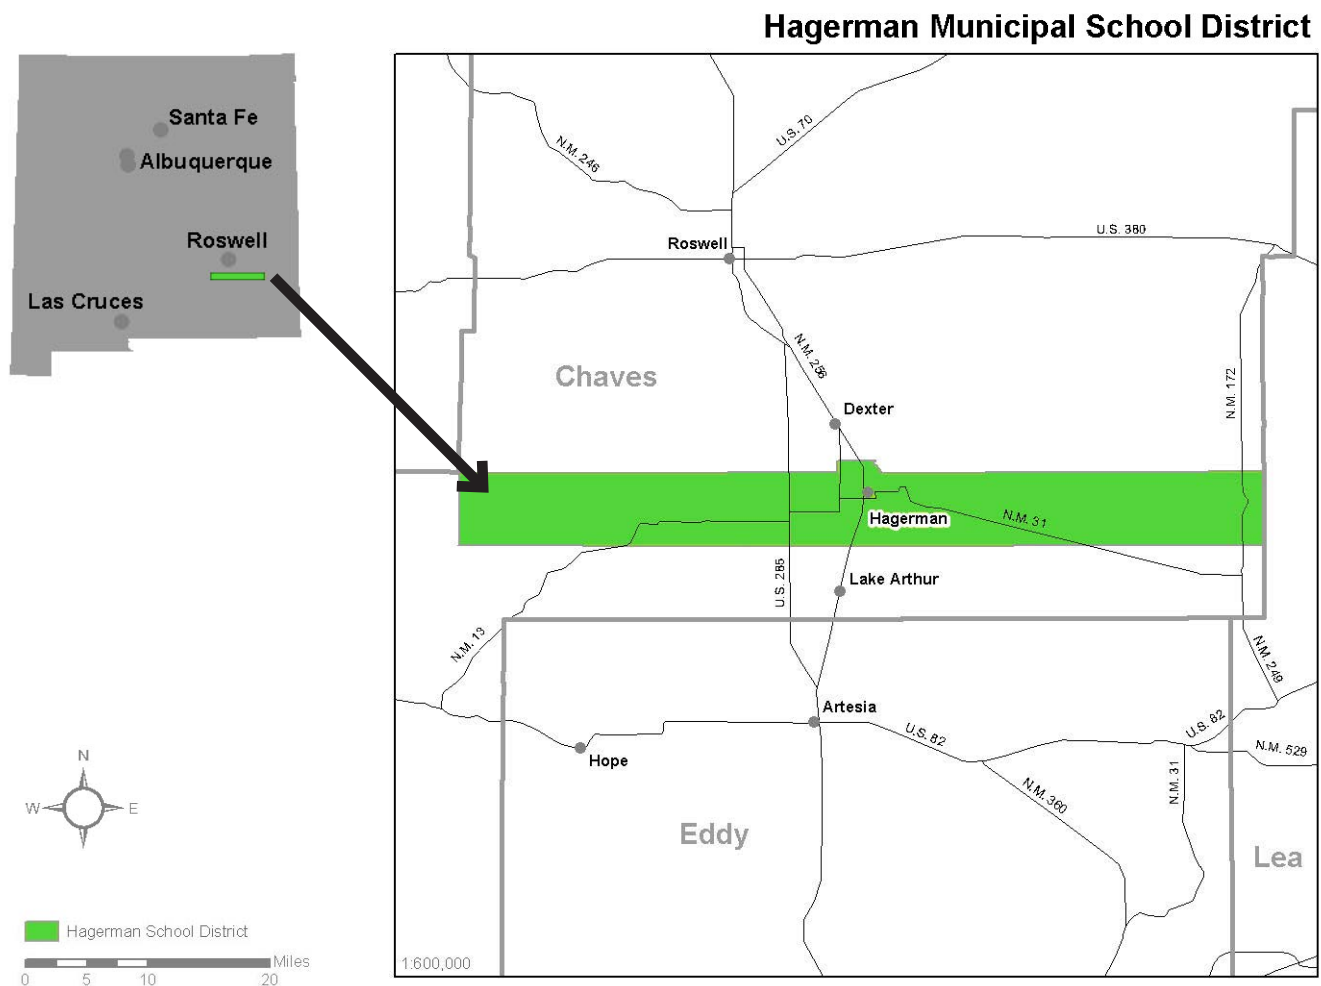 Hagerman Municipal School District
Santa Fe
Albuquerque
Roswell
Las Cruces
U.S. 70
N.M. 246
U.S. 380
Roswell
N.M. 256
Chaves
N.M. 172
Dexter
Hagerman
N.M. 31
U.S. 285
Lake Arthur
N.M. 13
N.M. 249
Artesia
U.S. 82
U.S. 82
N.M. 529
Hope
N.M. 31
N.M. 360
Eddy
Lea
N
W
E
S
Hagerman School District
Miles
0 5 10 20
1:600,000